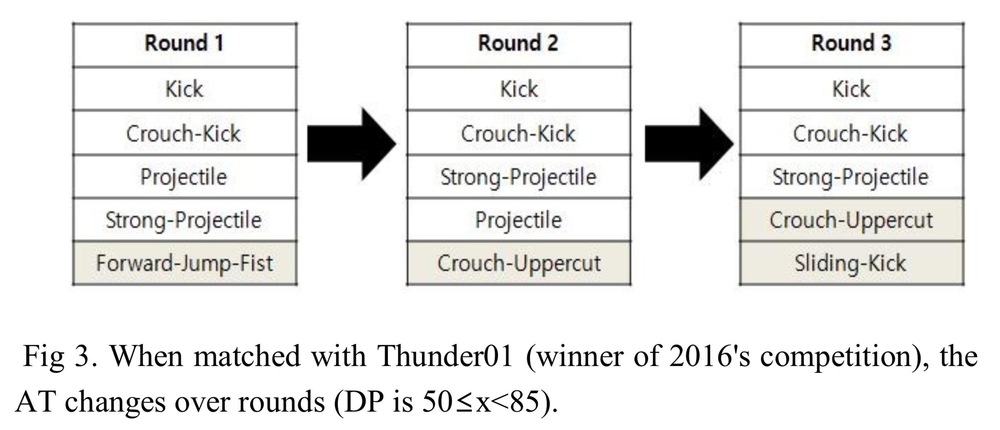 Round 1
Kick
Crouch-Kick
Projectile
Strong-Projectile
Forward-Jump-Fist
Round 2
Kick
Crouch-Kick
Strong-Projectile
Projectile
Crouch-Uppercut
Round 3
Kick
Crouch-Kick
Strong-Projectile
Crouch-Uppercut
Sliding-Kick
Fig 3. When matched with Thunder01 (winner of 2016's competition), the
AT changes over rounds (DP is 50≤x<85).